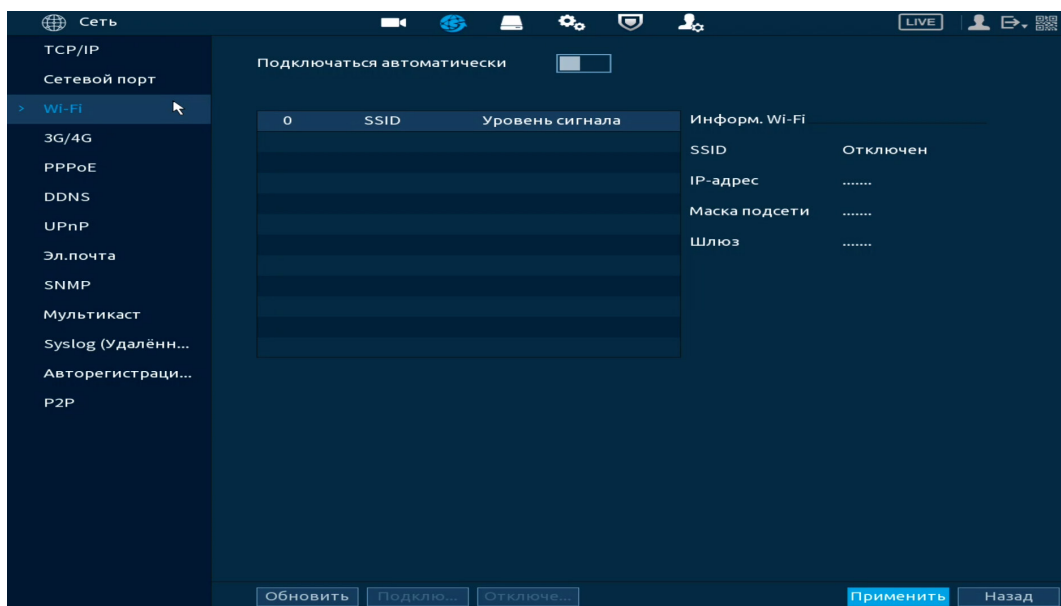 Сеть LIVE
TCP/IP
Сетевой порт
> Wi-Fi
3G/4G
PPPoE
DDNS
UPnP
Эл.почта
SNMP
Мультикаст
Syslog (Удалённ...
Авторегистраци...
P2P
Подключаться автоматически
0 SSID Уровень сигнала
Информ. Wi-Fi
SSID Отключен
IP-адрес .......
Маска подсети .......
Шлюз .......
Обновить Подклю... Отключе... Применить Назад